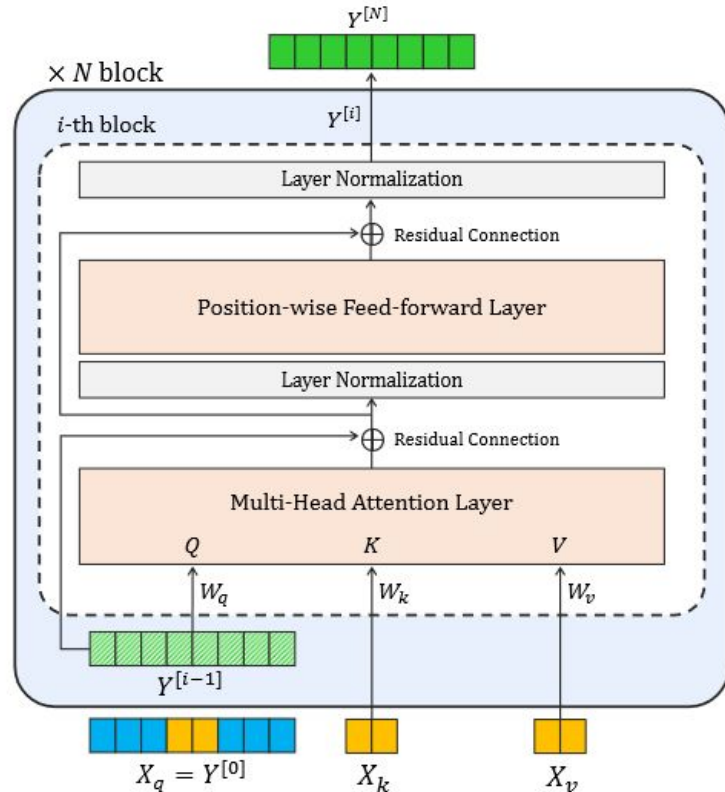 Y^{[N]}
× N block
i-th block
Y^{[i]}
Layer Normalization
Residual Connection
Position-wise Feed-forward Layer
Layer Normalization
Residual Connection
Multi-Head Attention Layer
Q K V
W_q W_k W_v
Y^{[i−1]}
X_q = Y^{[0]} X_k X_v